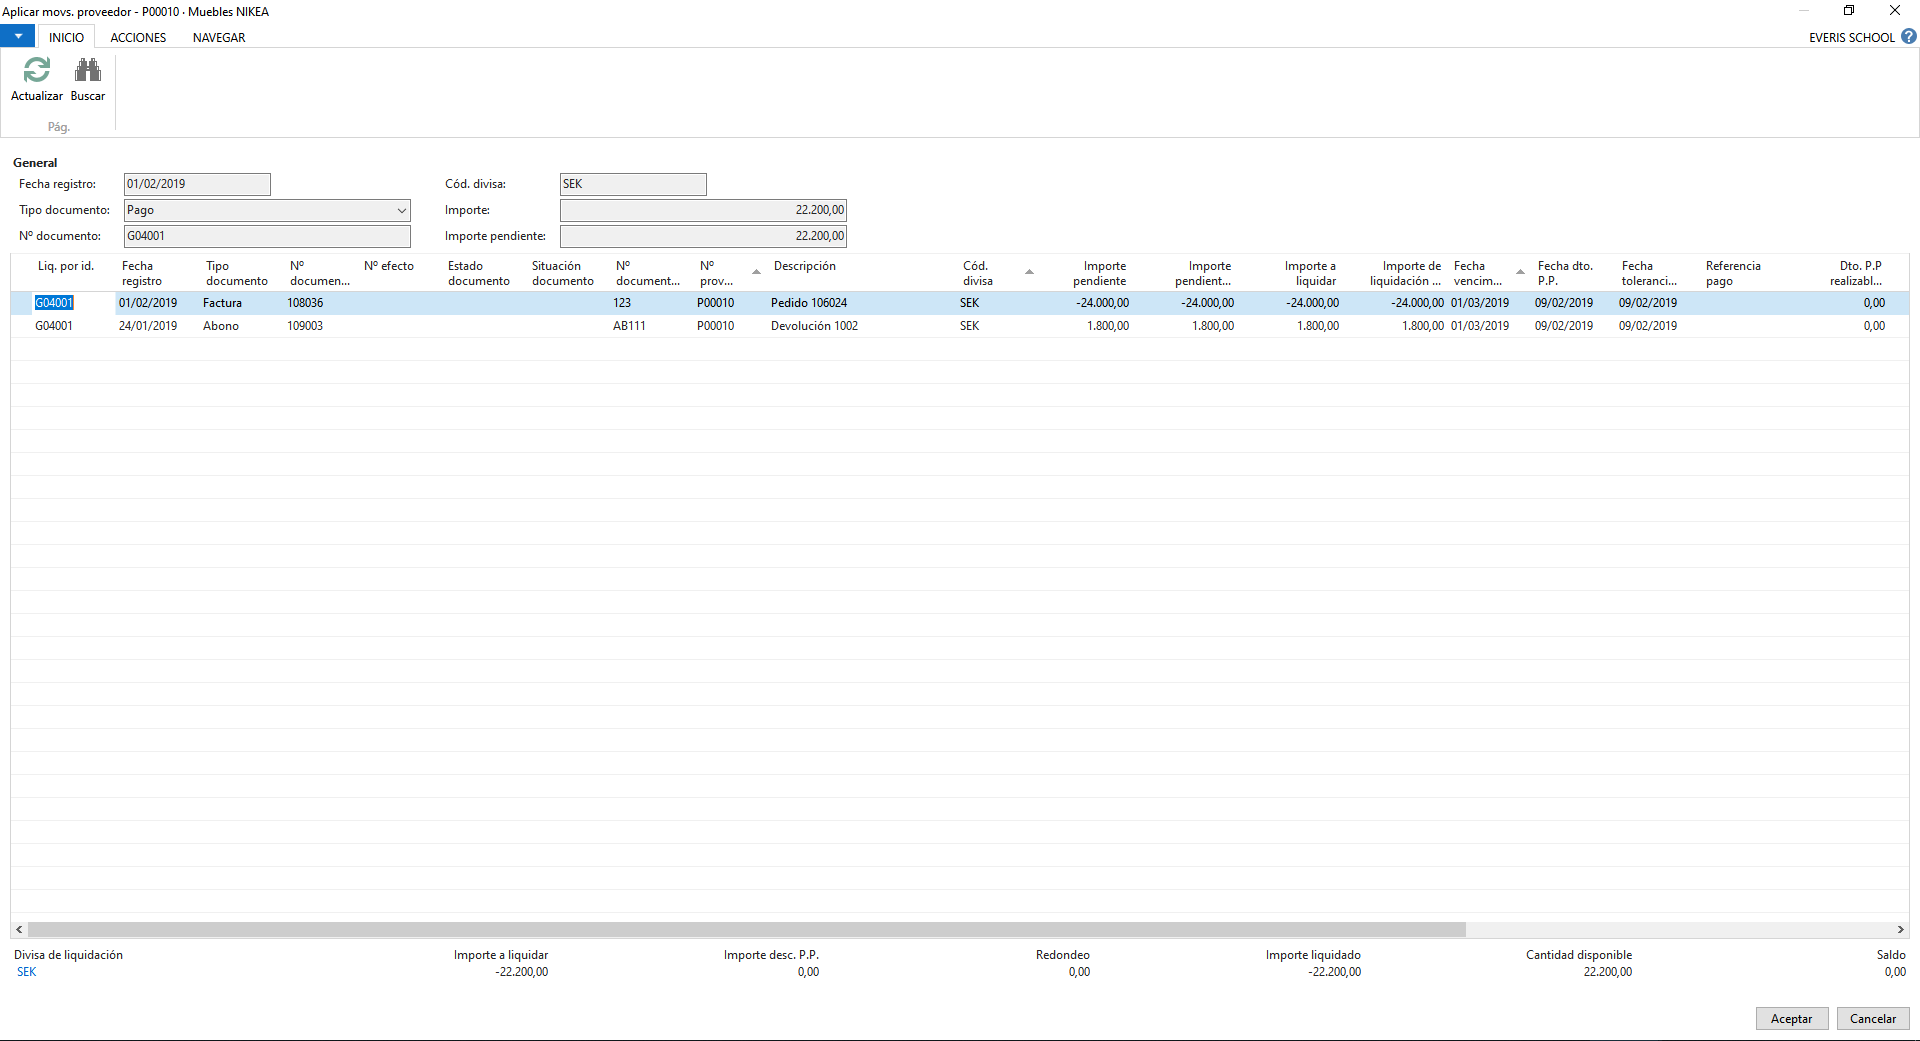 Aplicar movs. proveedor - P00010 · Muebles NIKEA
INICIO ACCIONES NAVEGAR EVERIS SCHOOL ?
Actualizar Buscar
Pág.
General
Fecha registro: 01/02/2019 Cód. divisa: SEK
Tipo documento: Pago Importe: 22.200,00
Nº documento: G04001 Importe pendiente: 22.200,00
Liq. por id. Fecha Tipo Nº Nº efecto Estado Situación Nº Nº Descripción Cód. Importe Importe Importe a Importe de Fecha Fecha dto. Fecha Referencia Dto. P.P
registro documento documen... documento documento document... prov... divisa pendiente pendient... liquidar liquidación ... vencim... P.P. toleranci... pago realizabl...
G04001 01/02/2019 Factura 108036 123 P00010 Pedido 106024 SEK -24.000,00 -24.000,00 -24.000,00 -24.000,00 01/03/2019 09/02/2019 09/02/2019 0,00
G04001 24/01/2019 Abono 109003 AB111 P00010 Devolución 1002 SEK 1.800,00 1.800,00 1.800,00 1.800,00 01/03/2019 09/02/2019 09/02/2019 0,00
Divisa de liquidación Importe a liquidar Importe desc. P.P. Redondeo Importe liquidado Cantidad disponible Saldo
SEK -22.200,00 0,00 0,00 -22.200,00 22.200,00 0,00
Aceptar Cancelar